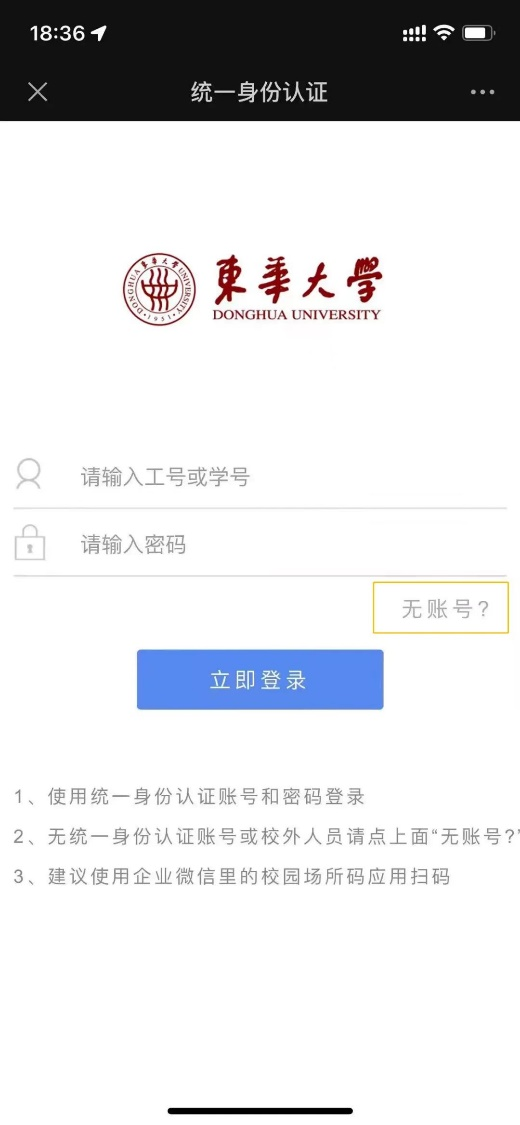 18:36
统一身份认证
東華大學
DONGHUA UNIVERSITY
DONGHUA UNIVERSITY
·1951·
请输入工号或学号
请输入密码
无账号?
立即登录
1、使用统一身份认证账号和密码登录
2、无统一身份认证账号或校外人员请点上面“无账号?”
3、建议使用企业微信里的校园场所码应用扫码